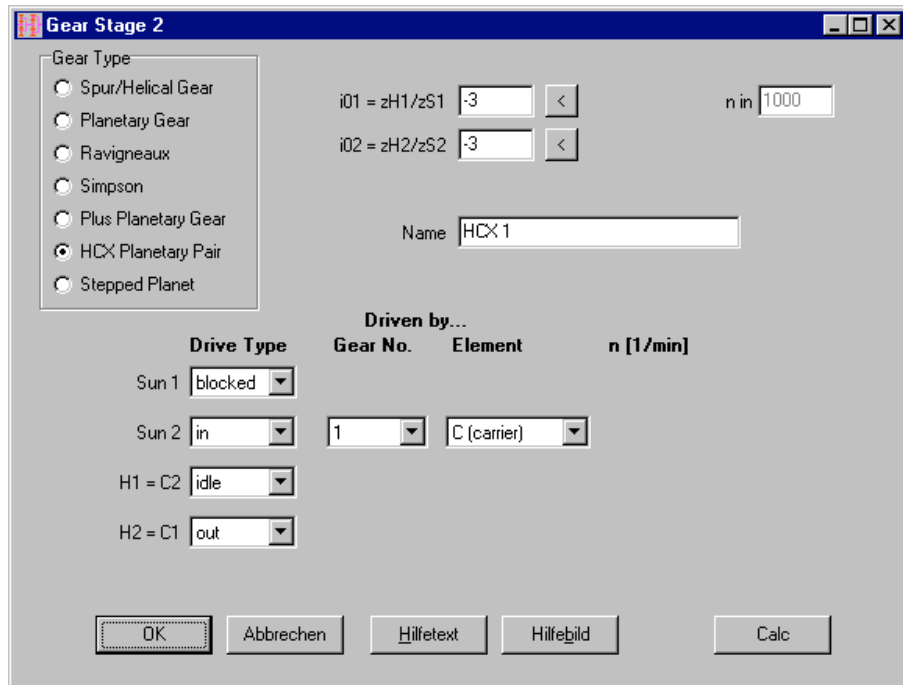 Gear Stage 2
Gear Type
Spur/Helical Gear
Planetary Gear
Ravigneaux
Simpson
Plus Planetary Gear
HCX Planetary Pair
Stepped Planet
i01 = zH1/zS1 -3 < n in 1000
i02 = zH2/zS2 -3 <
Name HCX 1
Driven by...
Drive Type Gear No. Element n [1/min]
Sun 1 blocked
Sun 2 in 1 C (carrier)
H1 = C2 idle
H2 = C1 out
OK Abbrechen Hilfetext Hilfebild Calc